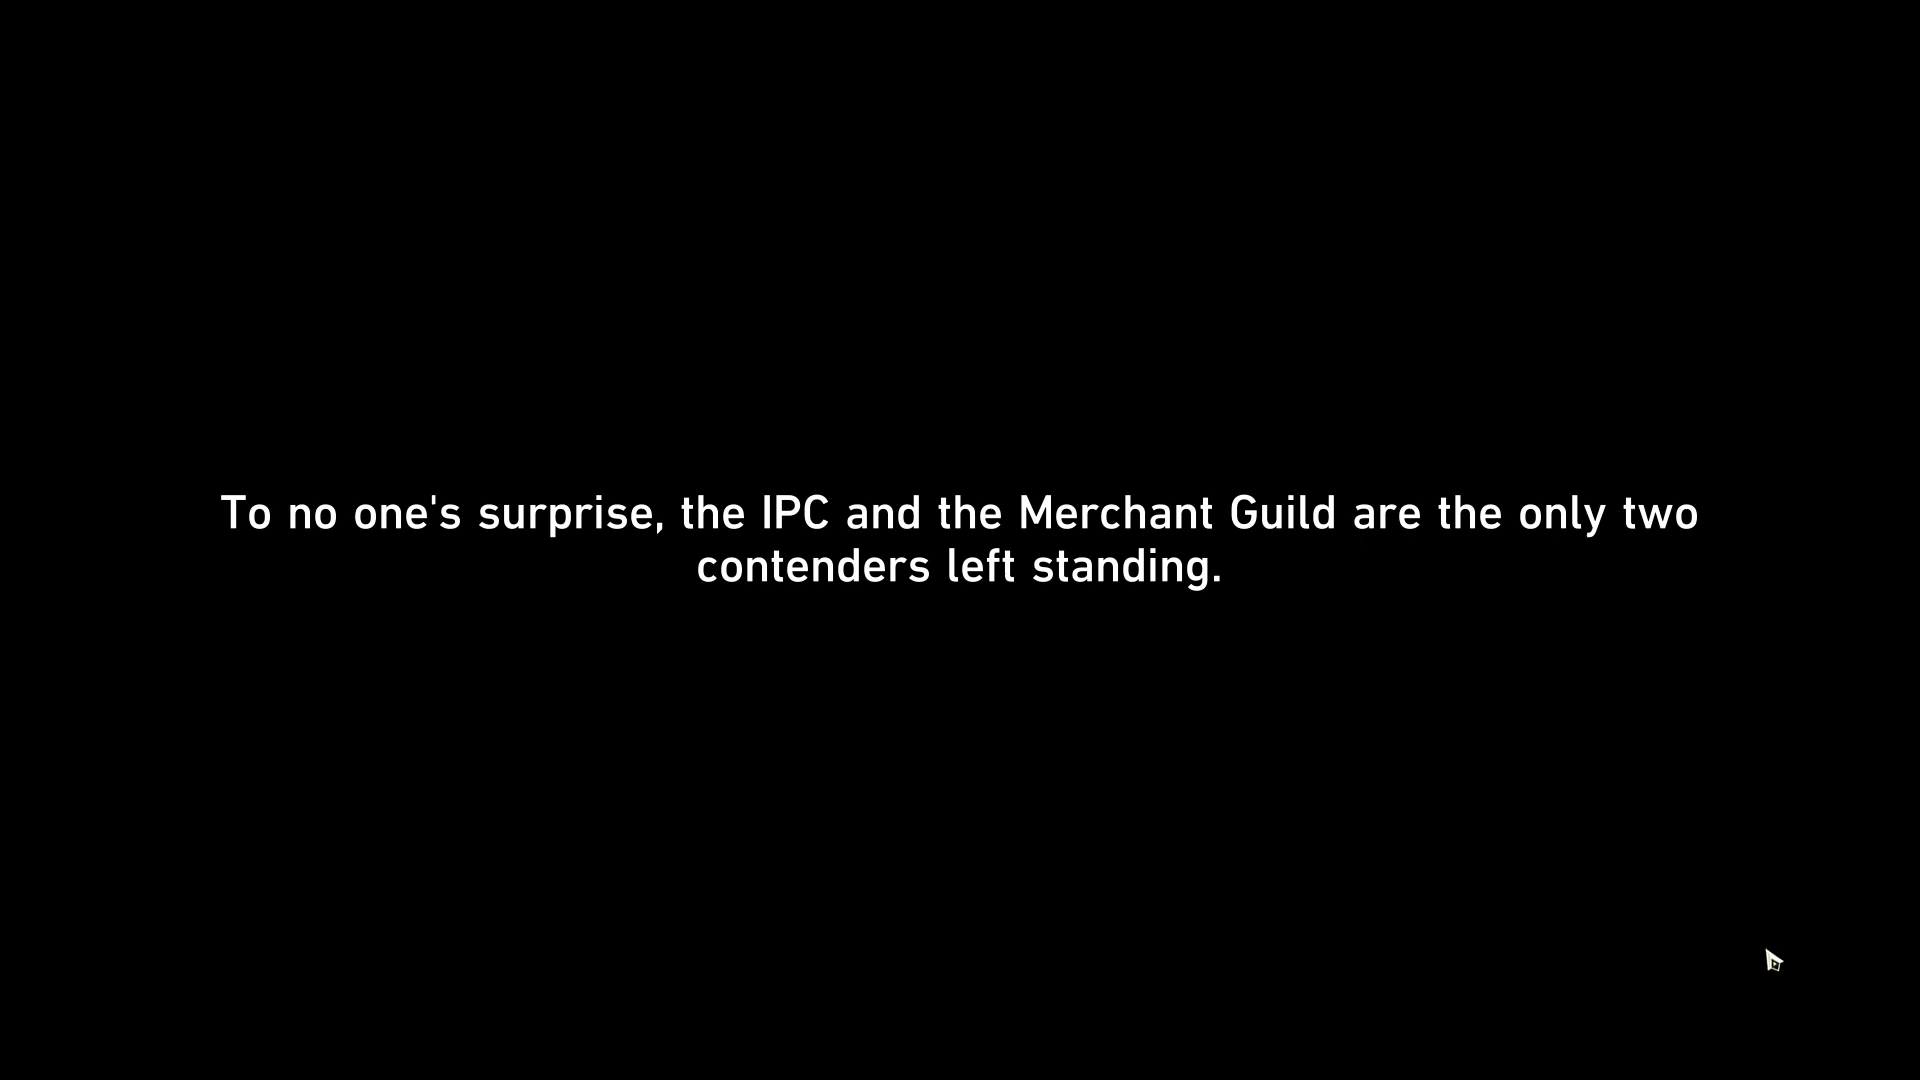 To no one's surprise, the IPC and the Merchant Guild are the only two
contenders left standing.